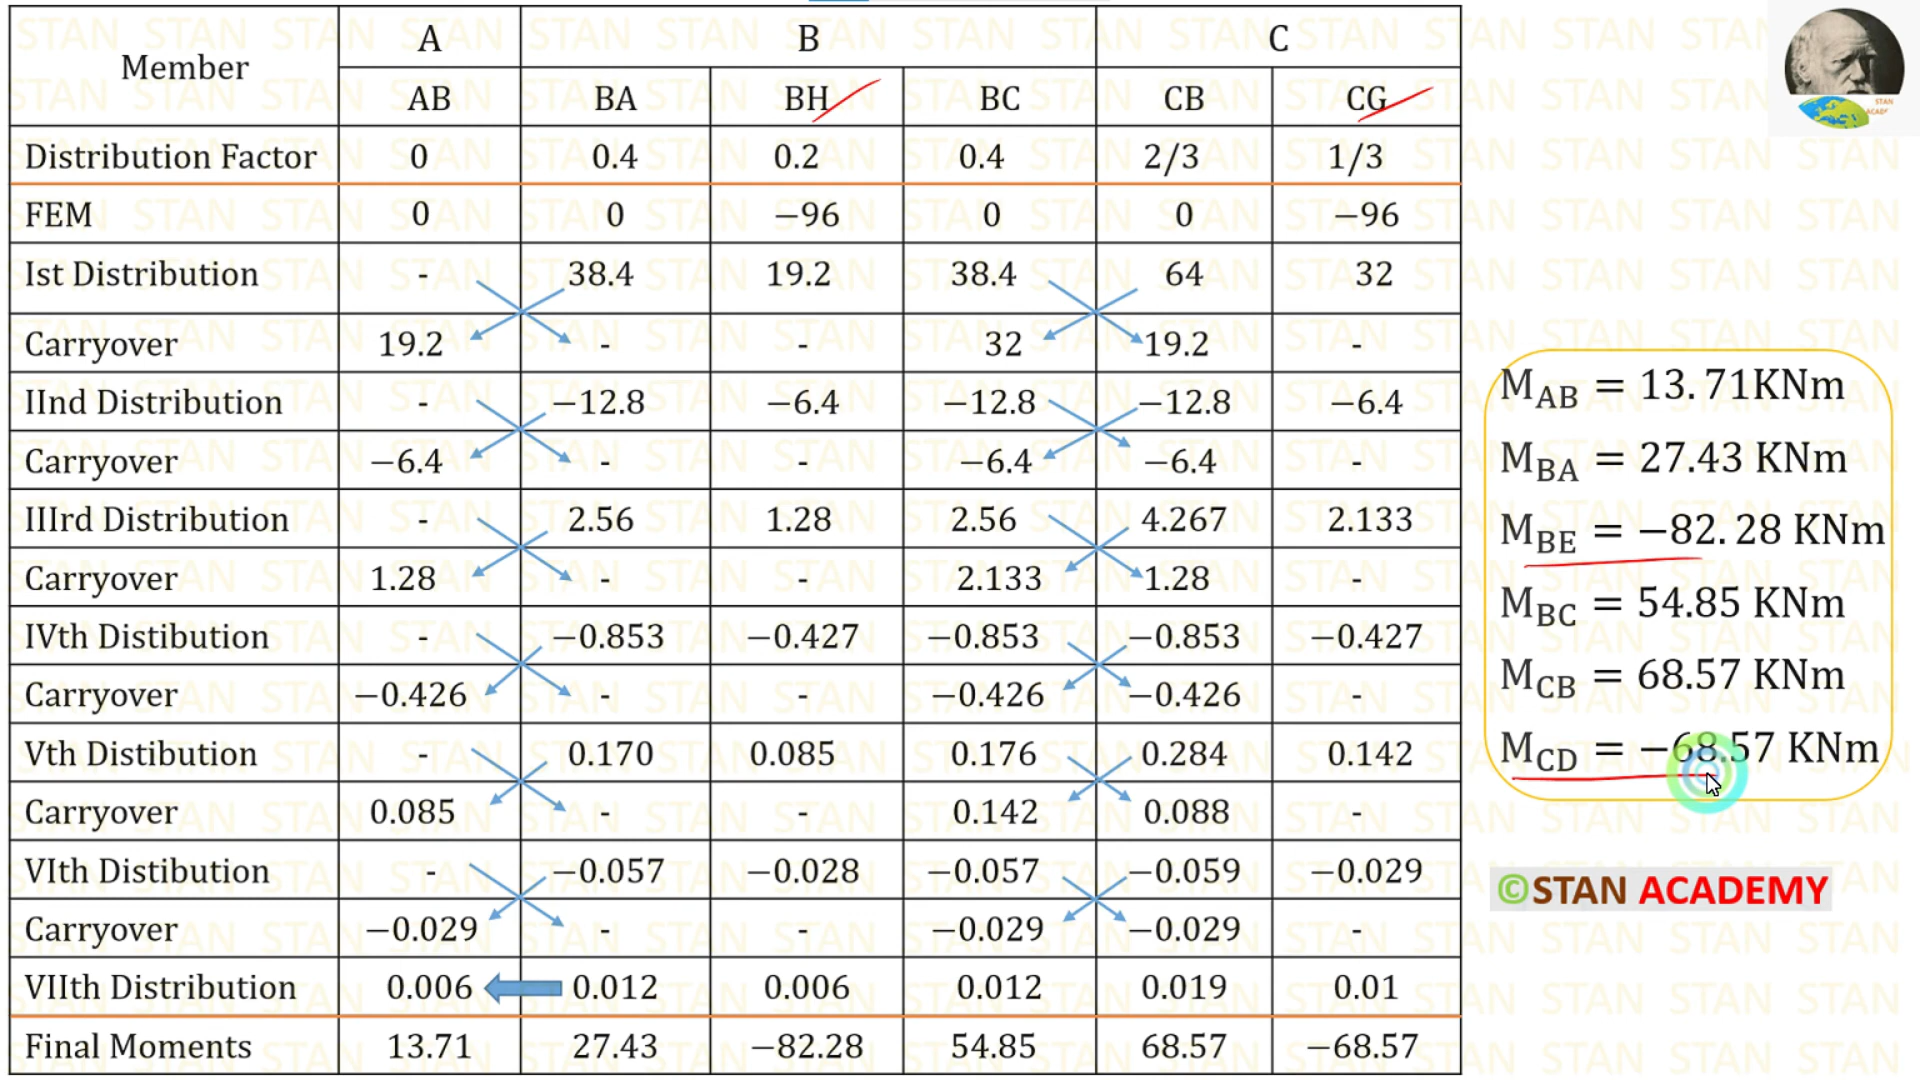 Member A B C
AB BA BH BC CB CG
Distribution Factor 0 0.4 0.2 0.4 2/3 1/3
FEM 0 0 −96 0 0 −96
Ist Distribution - 38.4 19.2 38.4 64 32
Carryover 19.2 - - 32 19.2 -
IInd Distribution - −12.8 −6.4 −12.8 −12.8 −6.4
Carryover −6.4 - - −6.4 −6.4 -
IIIrd Distribution - 2.56 1.28 2.56 4.267 2.133
Carryover 1.28 - - 2.133 1.28 -
IVth Distibution - −0.853 −0.427 −0.853 −0.853 −0.427
Carryover −0.426 - - −0.426 −0.426 -
Vth Distibution - 0.170 0.085 0.176 0.284 0.142
Carryover 0.085 - - 0.142 0.088 -
VIth Distibution - −0.057 −0.028 −0.057 −0.059 −0.029
Carryover −0.029 - - −0.029 −0.029 -
VIIth Distribution 0.006 0.012 0.006 0.012 0.019 0.01
Final Moments 13.71 27.43 −82.28 54.85 68.57 −68.57
M_AB = 13.71KNm
M_BA = 27.43 KNm
M_BE = −82.28 KNm
M_BC = 54.85 KNm
M_CB = 68.57 KNm
M_CD = −68.57 KNm
©STAN ACADEMY